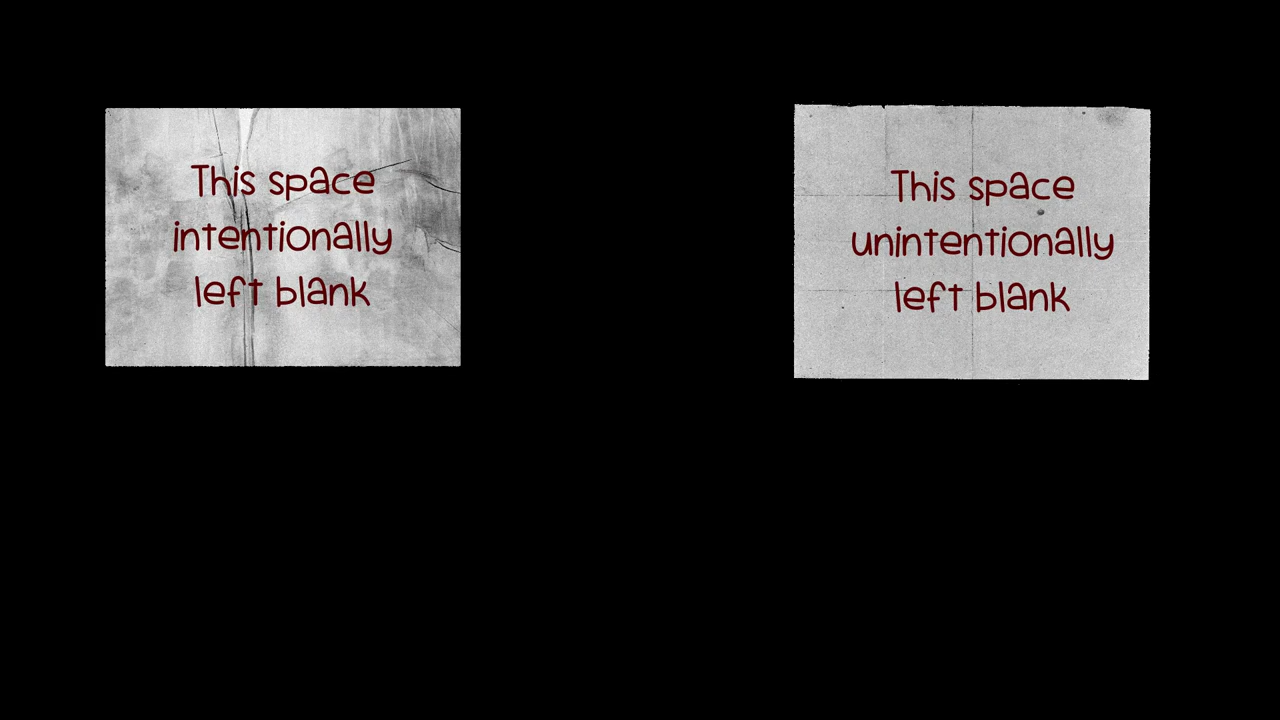 This space
intentionally
left blank
This space
unintentionally
left blank